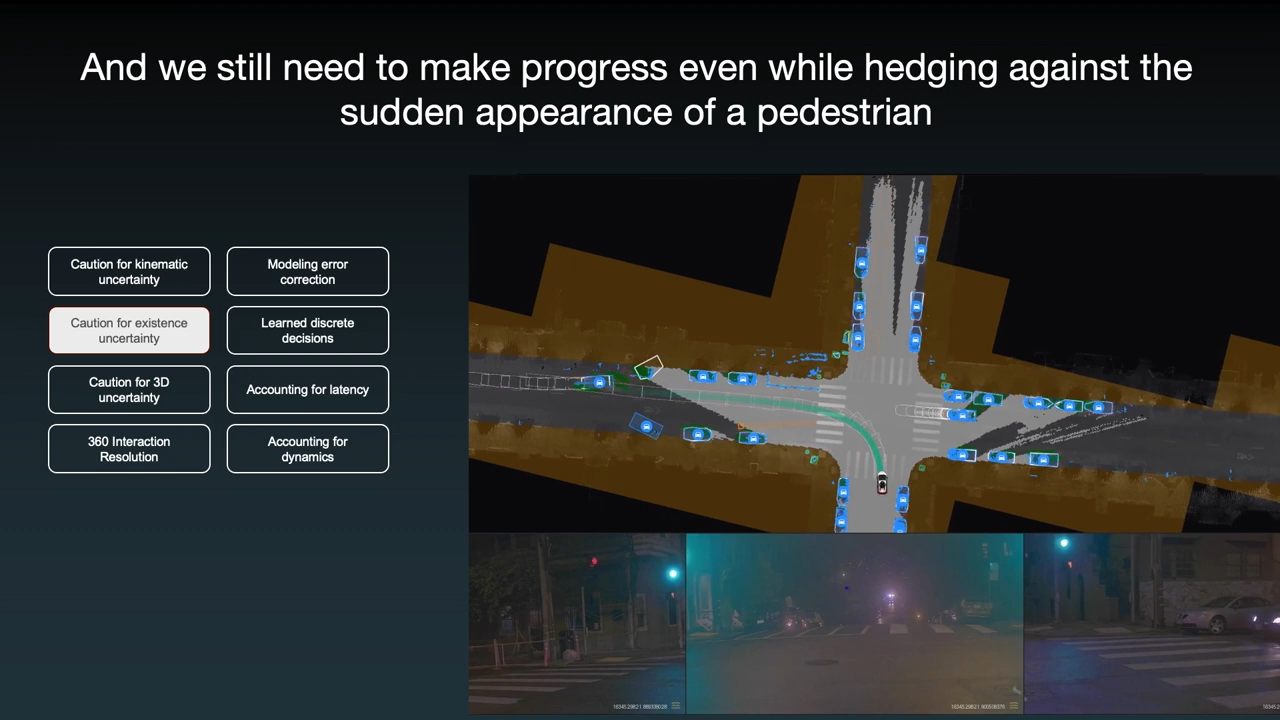 And we still need to make progress even while hedging against the
sudden appearance of a pedestrian
Caution for kinematic
uncertainty
Modeling error
correction
Caution for existence
uncertainty
Learned discrete
decisions
Caution for 3D
uncertainty
Accounting for latency
360 Interaction
Resolution
Accounting for
dynamics